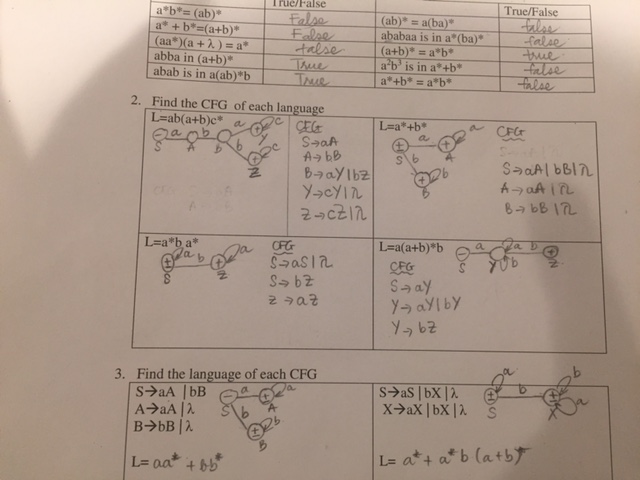 True/False
True/False
a*b*= (ab)*
False
(ab)* = a(ba)*
false
a* + b*=(a+b)*
False
ababaa is in a*(ba)*
false
(aa*)(a + λ) = a*
false
(a+b)* = a*b*
true
abba in (a+b)*
True
a²b³ is in a*+b*
false
abab is in a(ab)*b
True
a*+b* = a*b*
false
2. Find the CFG of each language
L=ab(a+b)c*
CFG
S→aA
A→bB
B→aY|bZ
Y→cY|λ
Z→cZ|λ
L=a*+b*
CFG
S→aA|bB|λ
A→aA|λ
B→bB|λ
L=a*b a*
CFG
S→aS|λ
S→bZ
Z→aZ
L=a(a+b)*b
CFG
S→aY
Y→aY|bY
Y→bZ
3. Find the language of each CFG
S→aA | bB
A→aA | λ
B→bB | λ
L= aa* + bb*
S→aS | bX | λ
X→aX | bX | λ
L= a* + a*b (a+b)*